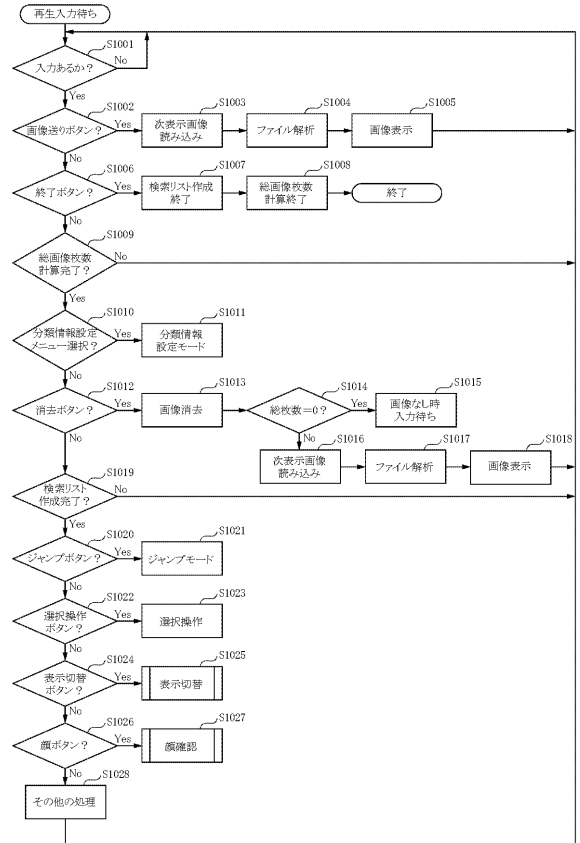 再生入力待ち
S1001
入力あるか？
No
Yes
S1002
画像送りボタン？
Yes
No
S1003
次表示画像
読み込み
S1004
ファイル解析
S1005
画像表示
S1006
終了ボタン？
Yes
No
S1007
検索リスト作成
終了
S1008
総画像枚数
計算終了
終了
S1009
総画像枚数
計算完了？
No
Yes
S1010
分類情報設定
メニュー選択？
Yes
No
S1011
分類情報
設定モード
S1012
消去ボタン？
Yes
No
S1013
画像消去
S1014
総枚数＝0？
Yes
No
S1015
画像なし時
入力待ち
S1016
次表示画像
読み込み
S1017
ファイル解析
S1018
画像表示
S1019
検索リスト
作成完了？
No
Yes
S1020
ジャンプボタン？
Yes
No
S1021
ジャンプモード
S1022
選択操作
ボタン？
Yes
No
S1023
選択操作
S1024
表示切替
ボタン？
Yes
No
S1025
表示切替
S1026
顔ボタン？
Yes
No
S1027
顔確認
S1028
その他の処理